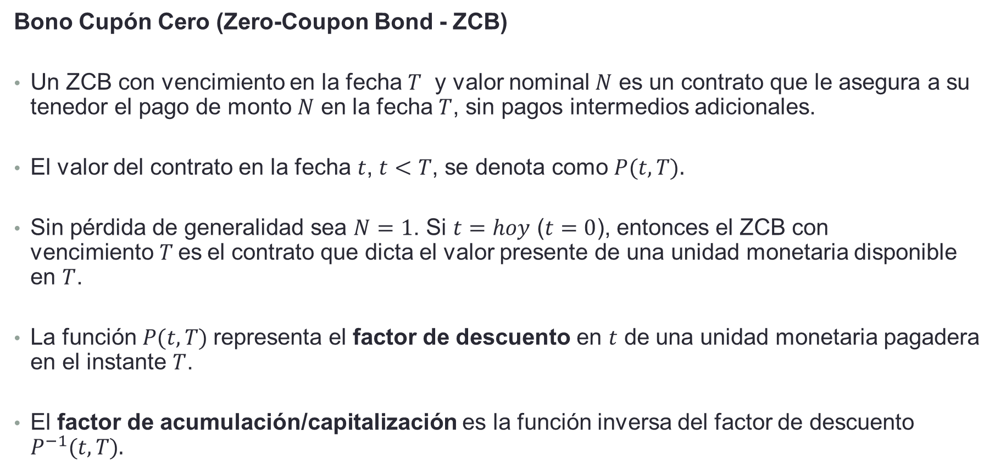 Bono Cupón Cero (Zero-Coupon Bond - ZCB)
• Un ZCB con vencimiento en la fecha T y valor nominal N es un contrato que le asegura a su
tenedor el pago de monto N en la fecha T, sin pagos intermedios adicionales.
• El valor del contrato en la fecha t, t < T, se denota como P(t, T).
• Sin pérdida de generalidad sea N = 1. Si t = hoy (t = 0), entonces el ZCB con
vencimiento T es el contrato que dicta el valor presente de una unidad monetaria disponible
en T.
• La función P(t, T) representa el factor de descuento en t de una unidad monetaria pagadera
en el instante T.
• El factor de acumulación/capitalización es la función inversa del factor de descuento
P⁻¹(t, T).